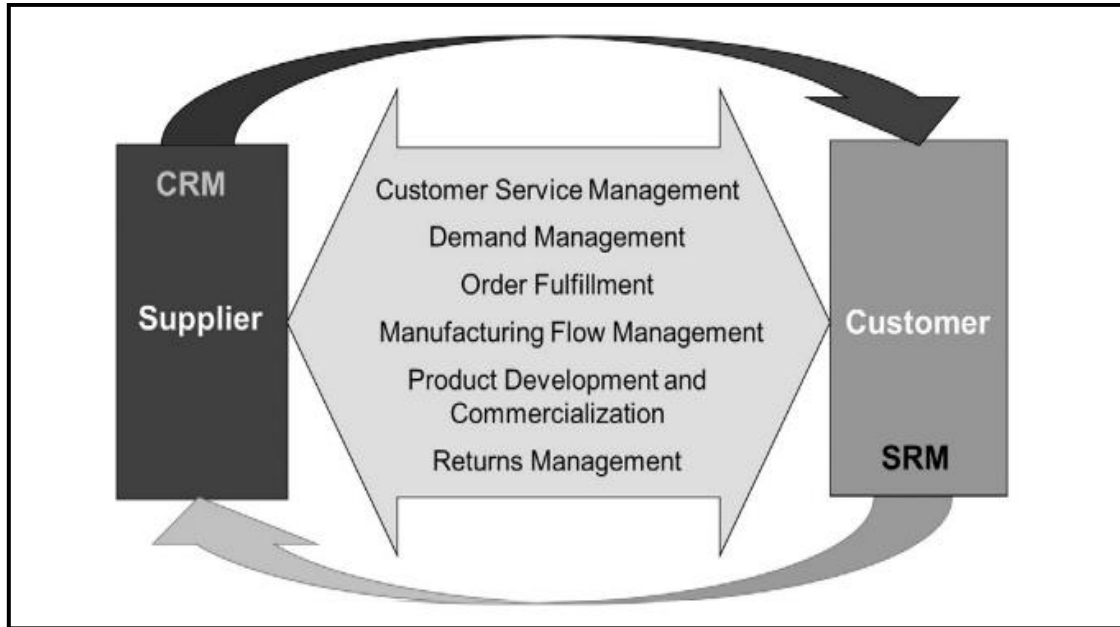 CRM
Supplier
Customer Service Management
Demand Management
Order Fulfillment
Manufacturing Flow Management
Product Development and
Commercialization
Returns Management
Customer
SRM